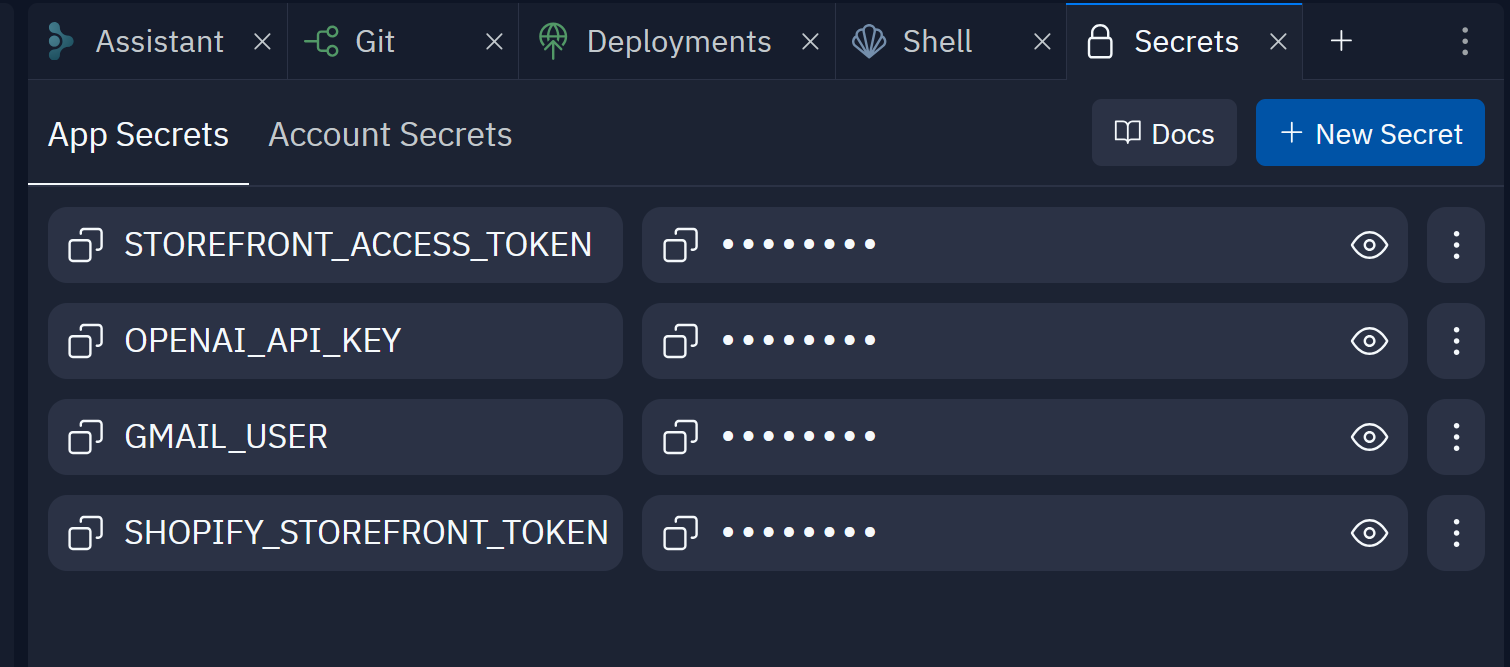 Assistant Git Deployments Shell Secrets
App Secrets Account Secrets Docs New Secret
STOREFRONT_ACCESS_TOKEN ••••••••
OPENAI_API_KEY ••••••••
GMAIL_USER ••••••••
SHOPIFY_STOREFRONT_TOKEN ••••••••